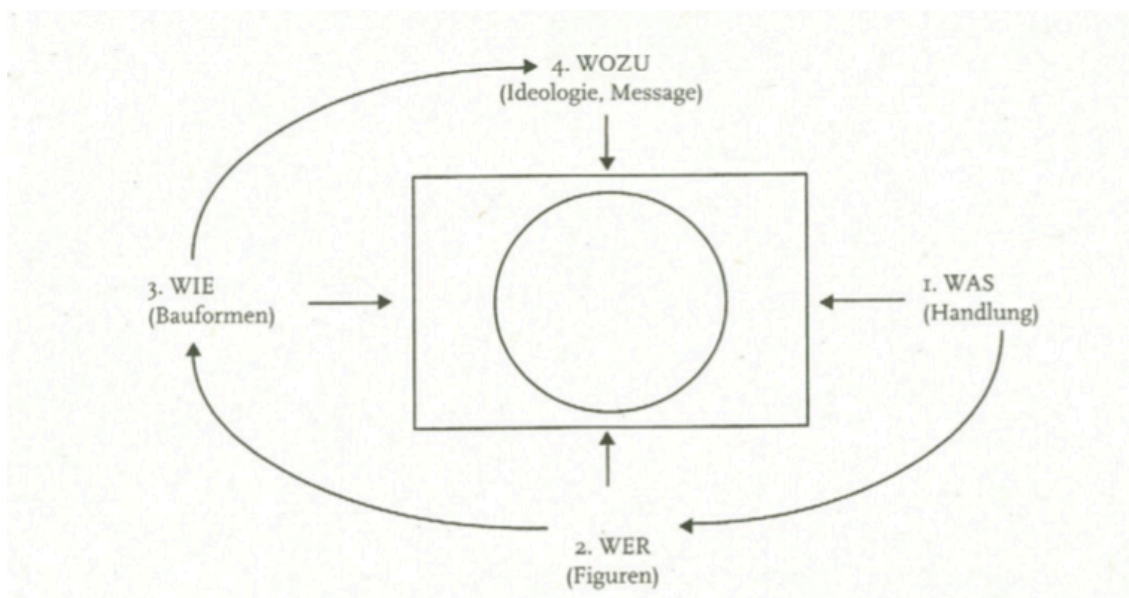 4. WOZU
(Ideologie, Message)
3. WIE
(Bauformen)
1. WAS
(Handlung)
2. WER
(Figuren)